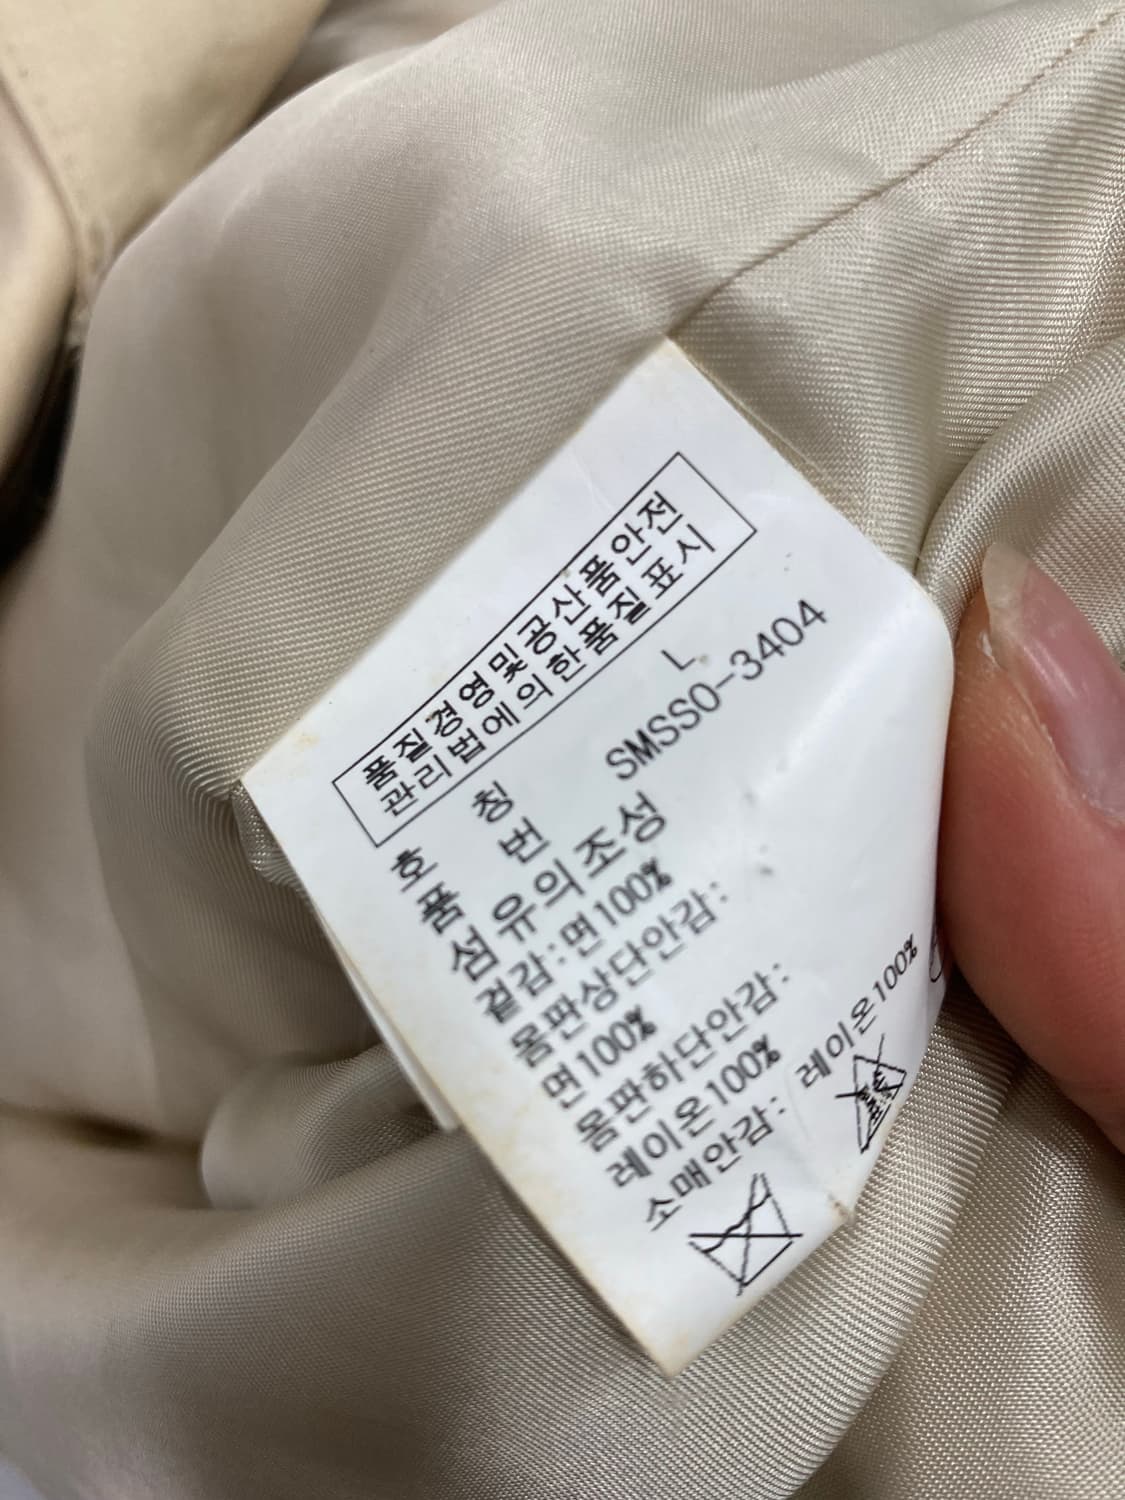 품질경영및공산품안전
관리법에의한품질표시
호 칭 L
품 번 SMSS0-3404
섬유의조성
겉감:면100%
몸판상단안감:
면100%
몸판하단안감:
레이온100%
소매안감: 레이온100%